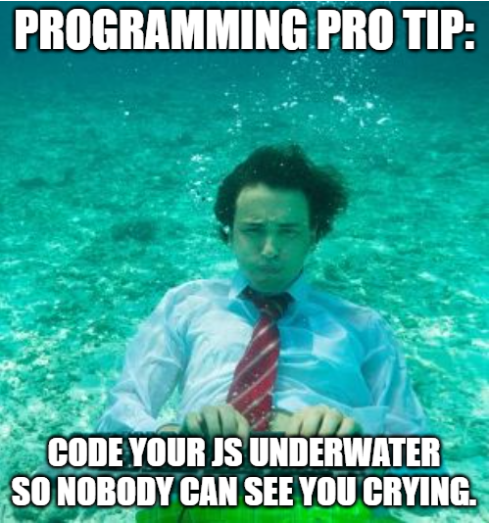 PROGRAMMING PRO TIP:
CODE YOUR JS UNDERWATER
SO NOBODY CAN SEE YOU CRYING.